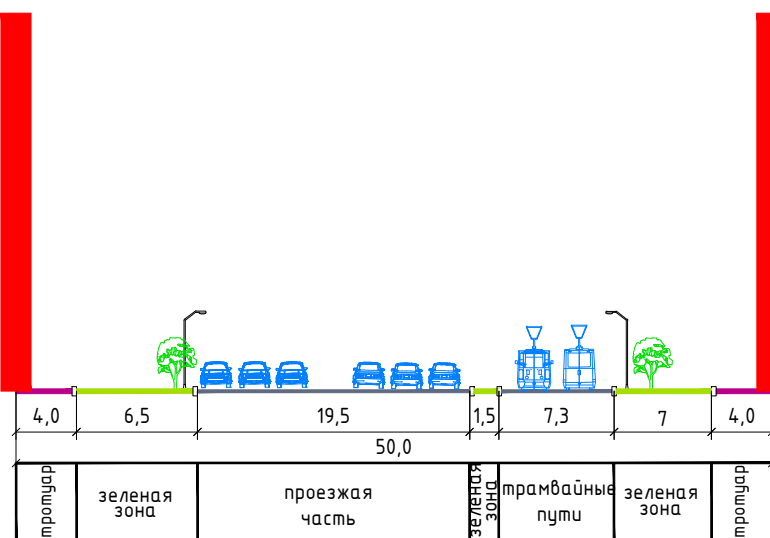 4,0
6,5
19,5
1,5
7,3
7
4,0
50,0
тротуар
зеленая
зона
проезжая
часть
зеленая
зона
трамвайные
пути
зеленая
зона
тротуар